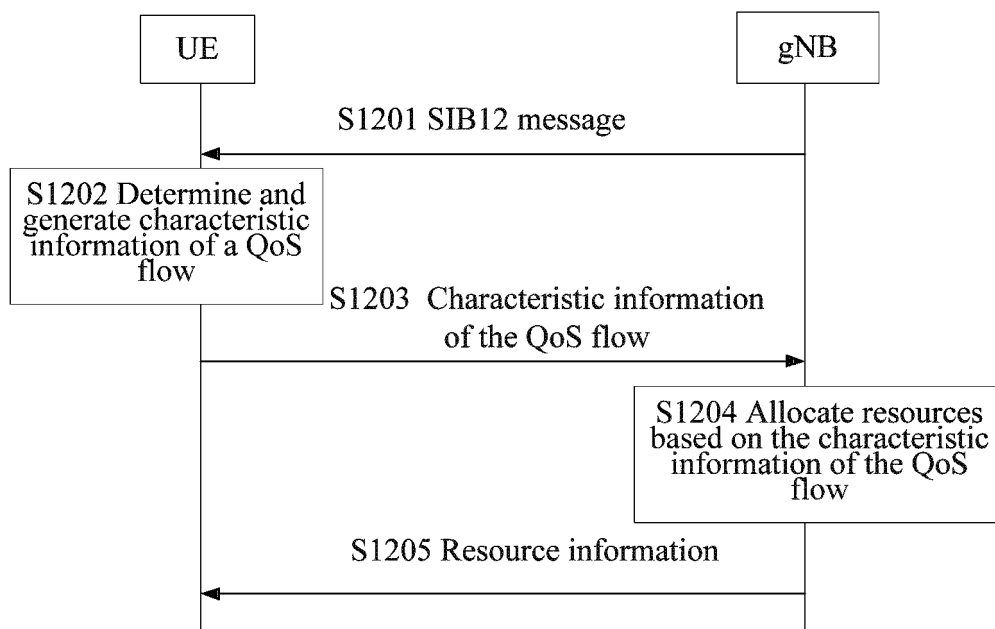 UE
gNB
S1201 SIB12 message
S1202 Determine and
generate characteristic
information of a QoS
flow
S1203 Characteristic information
of the QoS flow
S1204 Allocate resources
based on the characteristic
information of the QoS
flow
S1205 Resource information